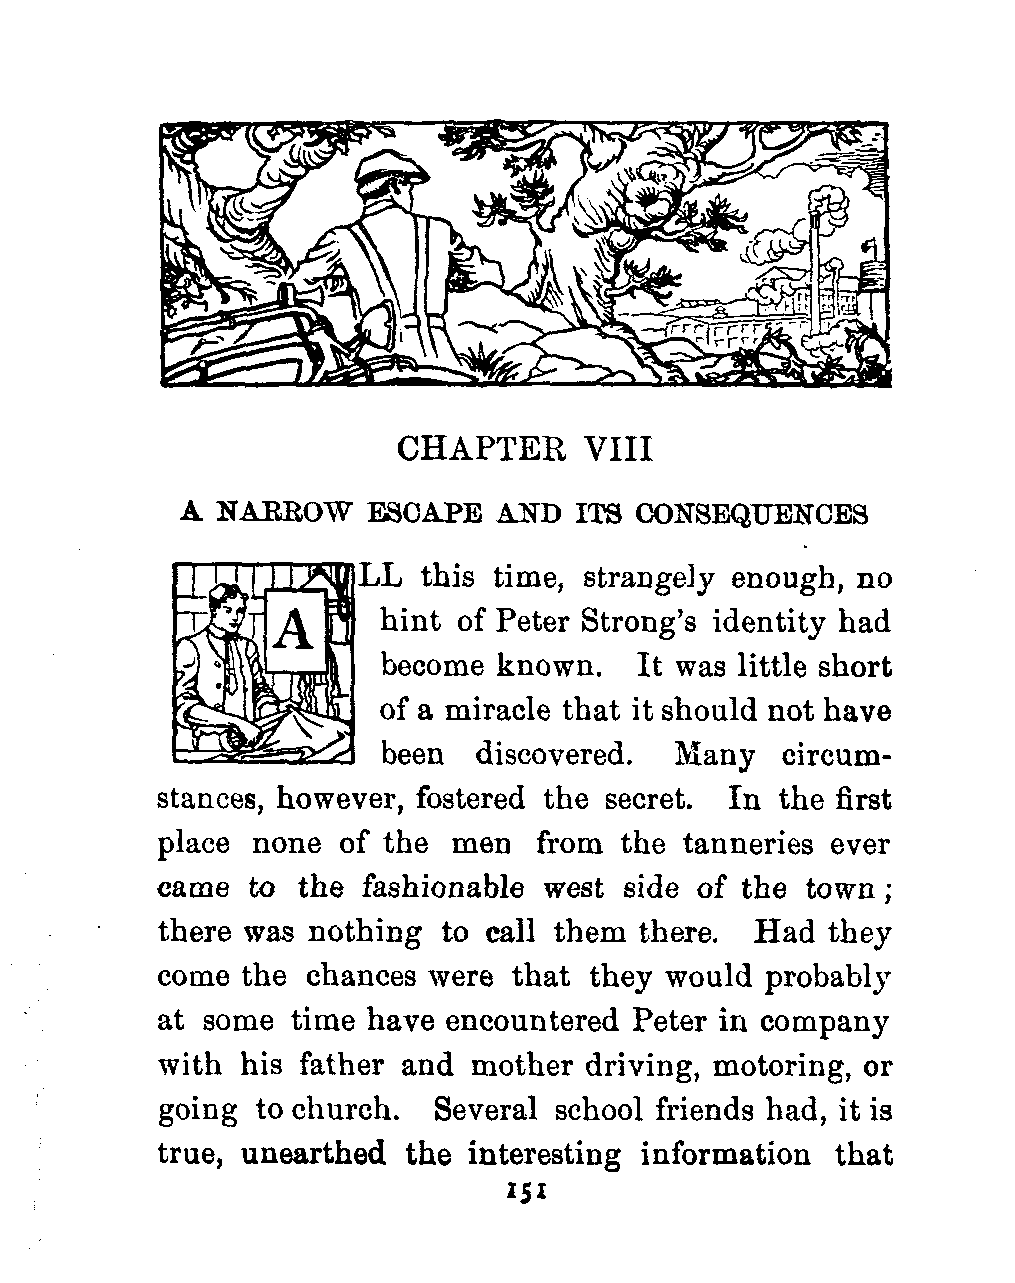 CHAPTER VIII
A NARROW ESCAPE AND ITS CONSEQUENCES
ALL this time, strangely enough, no
hint of Peter Strong's identity had
become known. It was little short
of a miracle that it should not have
been discovered. Many circum-
stances, however, fostered the secret. In the first
place none of the men from the tanneries ever
came to the fashionable west side of the town;
there was nothing to call them there. Had they
come the chances were that they would probably
at some time have encountered Peter in company
with his father and mother driving, motoring, or
going to church. Several school friends had, it is
true, unearthed the interesting information that
151